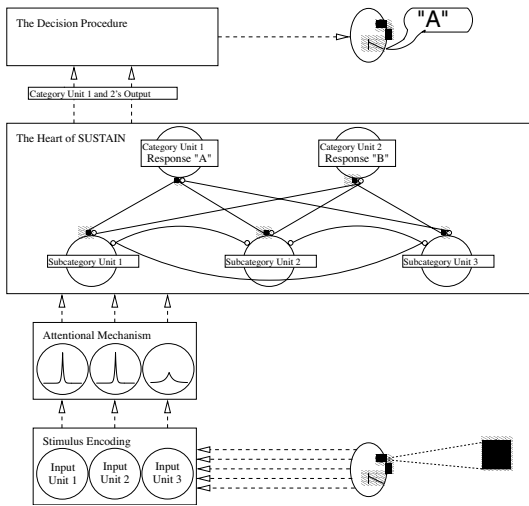 The Decision Procedure
"A"
Category Unit 1 and 2's Output
The Heart of SUSTAIN
Category Unit 1
Response "A"
Category Unit 2
Response "B"
Subcategory Unit 1
Subcategory Unit 2
Subcategory Unit 3
Attentional Mechanism
Stimulus Encoding
Input
Unit 1
Input
Unit 2
Input
Unit 3